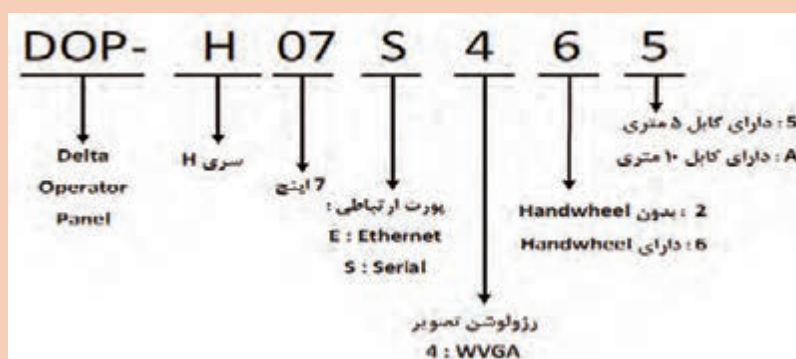 DOP- H 07 S 4 6 5
Delta
Operator
Panel
سری H
7 اینچ
پورت ارتباطی :
E : Ethernet
S : Serial
رزولوشن تصویر
4 : WVGA
2 : بدون Handwheel
6 : دارای Handwheel
5 : دارای کابل ۵ متری
A : دارای کابل ۱۰ متری